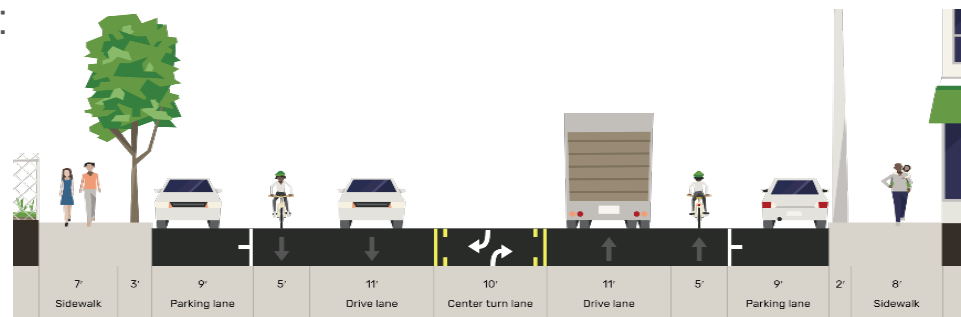 :
7′ 3′ 9′ 5′ 11′ 10′ 11′ 5′ 9′ 2′ 8′
Sidewalk Parking lane Drive lane Center turn lane Drive lane Parking lane Sidewalk